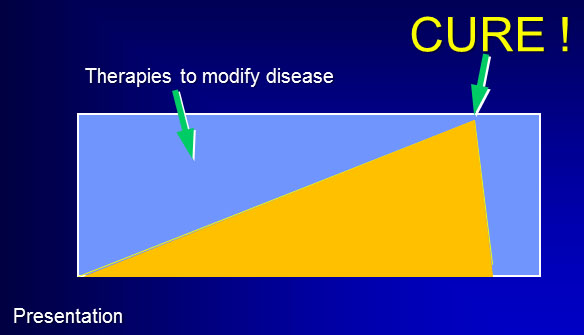 CURE !
Therapies to modify disease
Presentation